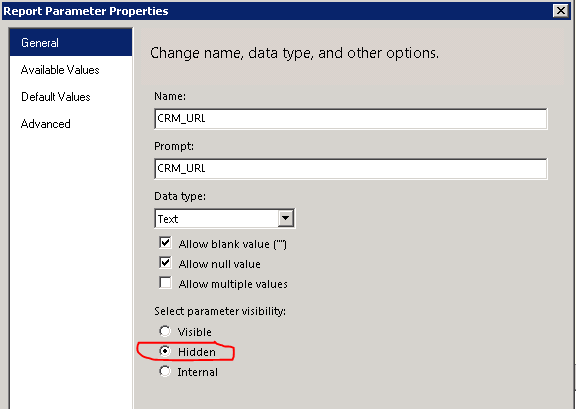 Report Parameter Properties
General
Available Values
Default Values
Advanced
Change name, data type, and other options.
Name:
CRM_URL
Prompt:
CRM_URL
Data type:
Text
Allow blank value ("")
Allow null value
Allow multiple values
Select parameter visibility:
Visible
Hidden
Internal